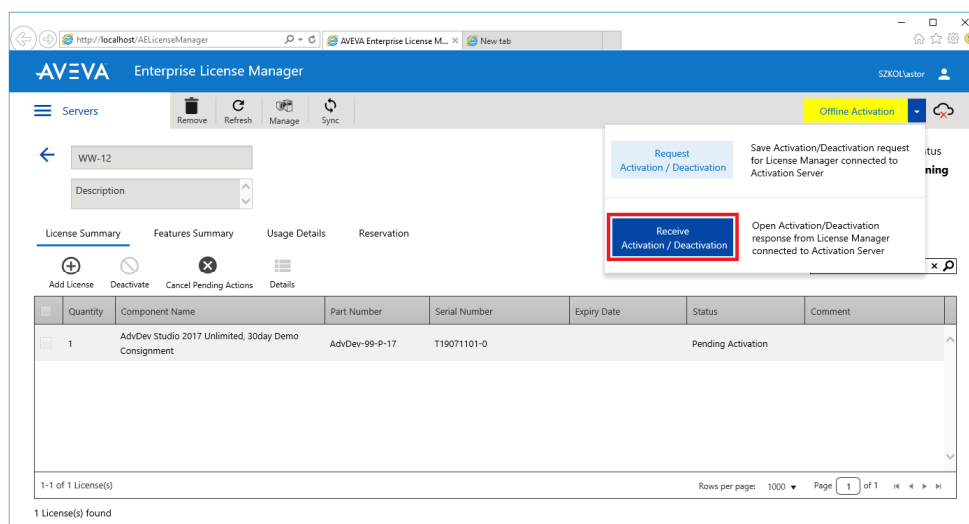 http://localhost/AELicenseManager
AVEVA Enterprise License M...
New tab
AVEVA
Enterprise License Manager
SZKOL\astor
Servers
Remove
Refresh
Manage
Sync
Offline Activation
WW-12
Description
Request
Activation / Deactivation
Save Activation/Deactivation request
for License Manager connected to
Activation Server
tus
ning
Receive
Activation / Deactivation
Open Activation/Deactivation
response from License Manager
connected to Activation Server
License Summary
Features Summary
Usage Details
Reservation
Add License
Deactivate
Cancel Pending Actions
Details
Quantity
Component Name
Part Number
Serial Number
Expiry Date
Status
Comment
1
AdvDev Studio 2017 Unlimited, 30day Demo
Consignment
AdvDev-99-P-17
T19071101-0
Pending Activation
1-1 of 1 License(s)
Rows per page: 1000
Page 1 of 1
1 License(s) found